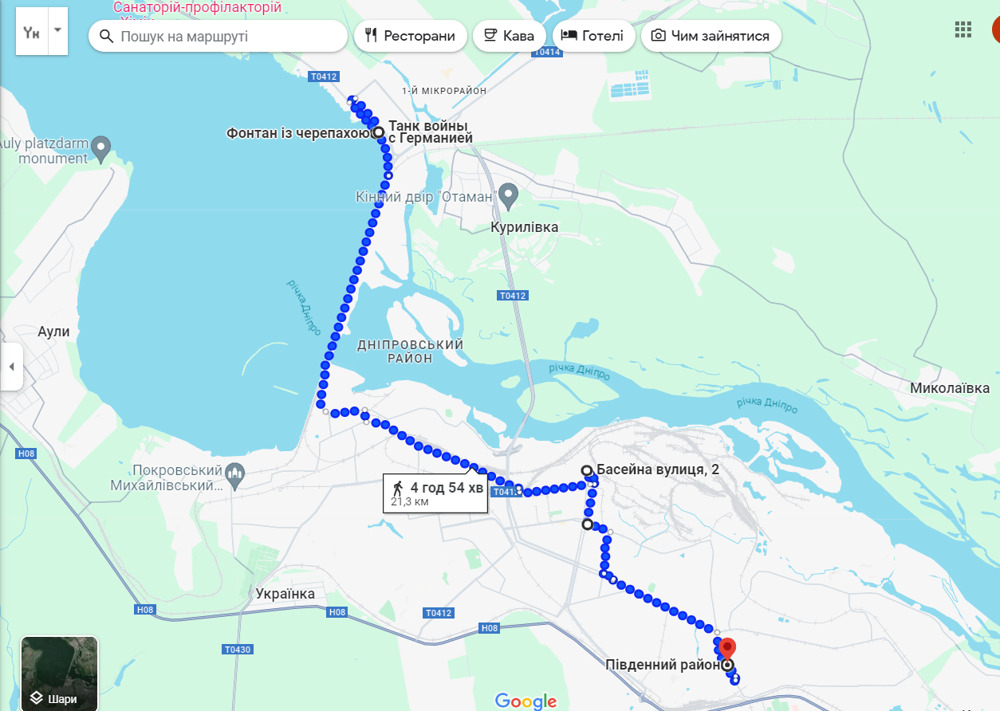 Санаторій-профілакторій
Ук
Пошук на маршруті
Ресторани
Кава
Готелі
Чим зайнятися
T0414
T0412
1-Й МІКРОРАЙОН
Фонтан із черепахою
Танк войны
с Германией
Auly platzdarm
monument
Кінний двір "Отаман"
Курилівка
T0412
річка Дніпро
Аули
ДНІПРОВСЬКИЙ
РАЙОН
річка Дніпро
Миколаївка
річка Дніпро
H08
Покровський
Михайлівський...
Басейна вулиця, 2
4 год 54 хв
21,3 км
T0412
Українка
H08
H08
T0412
H08
T0430
Південний район
Шари
Google